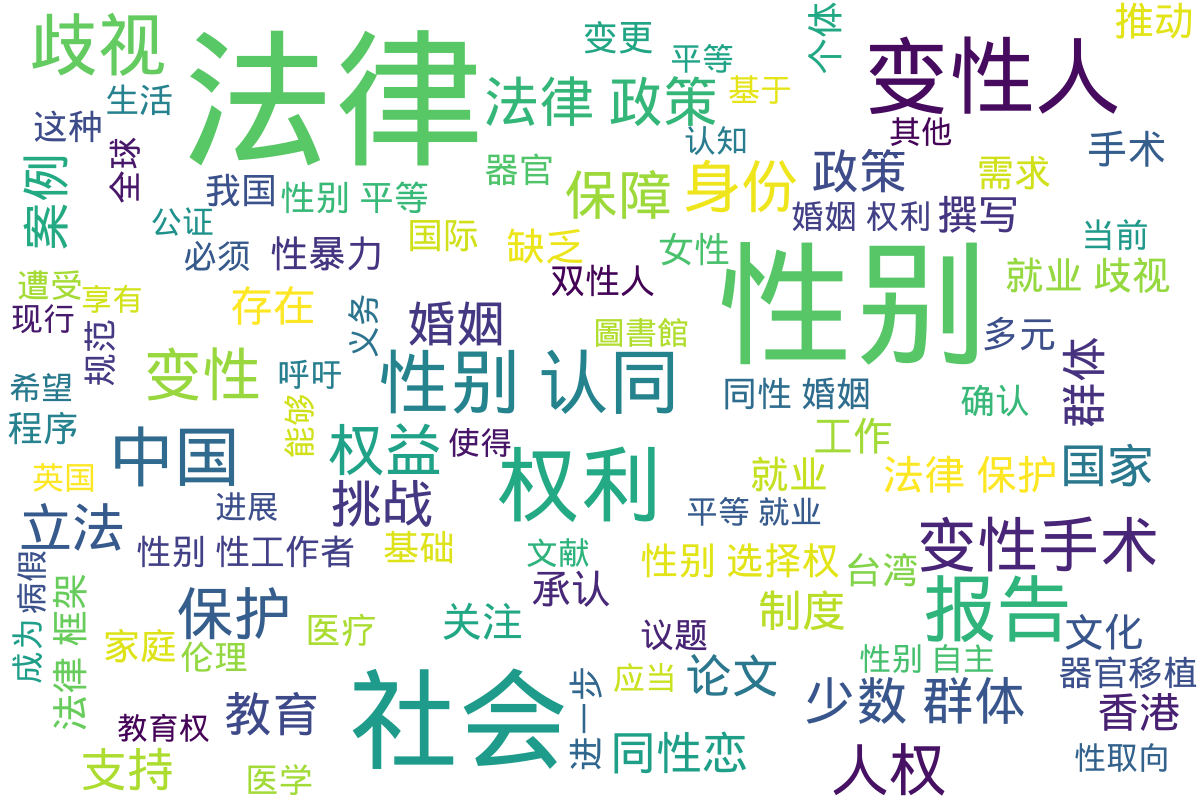 歧视
法律
变更
个体
推动
平等
变性人
生活
法律 政策
基于
这种
认知
其他
手术
全球
案例
我国
性别 平等
器官
保障
身份
政策
需求
公证
国际
婚姻 权利
撰写
必须
性暴力
缺乏
女性
当前
遭受
享有
存在
双性人
性别
就业 歧视
现行
规范
义务
婚姻
圖書館
多元
变性
呼吁
性别 认同
同性 婚姻
确认
群体
希望
程序
能够
中国
权益
使得
权利
工作
英国
就业
法律 保护
国家
立法
进展
挑战
平等 就业
变性手术
性别 性工作者
基础
文献
性别 选择权
台湾
病假
承认
报告
法律 框架
保护
医疗
关注
制度
成为
家庭
伦理
议题
文化
性别 自主
器官移植
社会
进一步
应当
论文
少数 群体
教育
教育权
香港
支持
医学
同性恋
人权
性取向